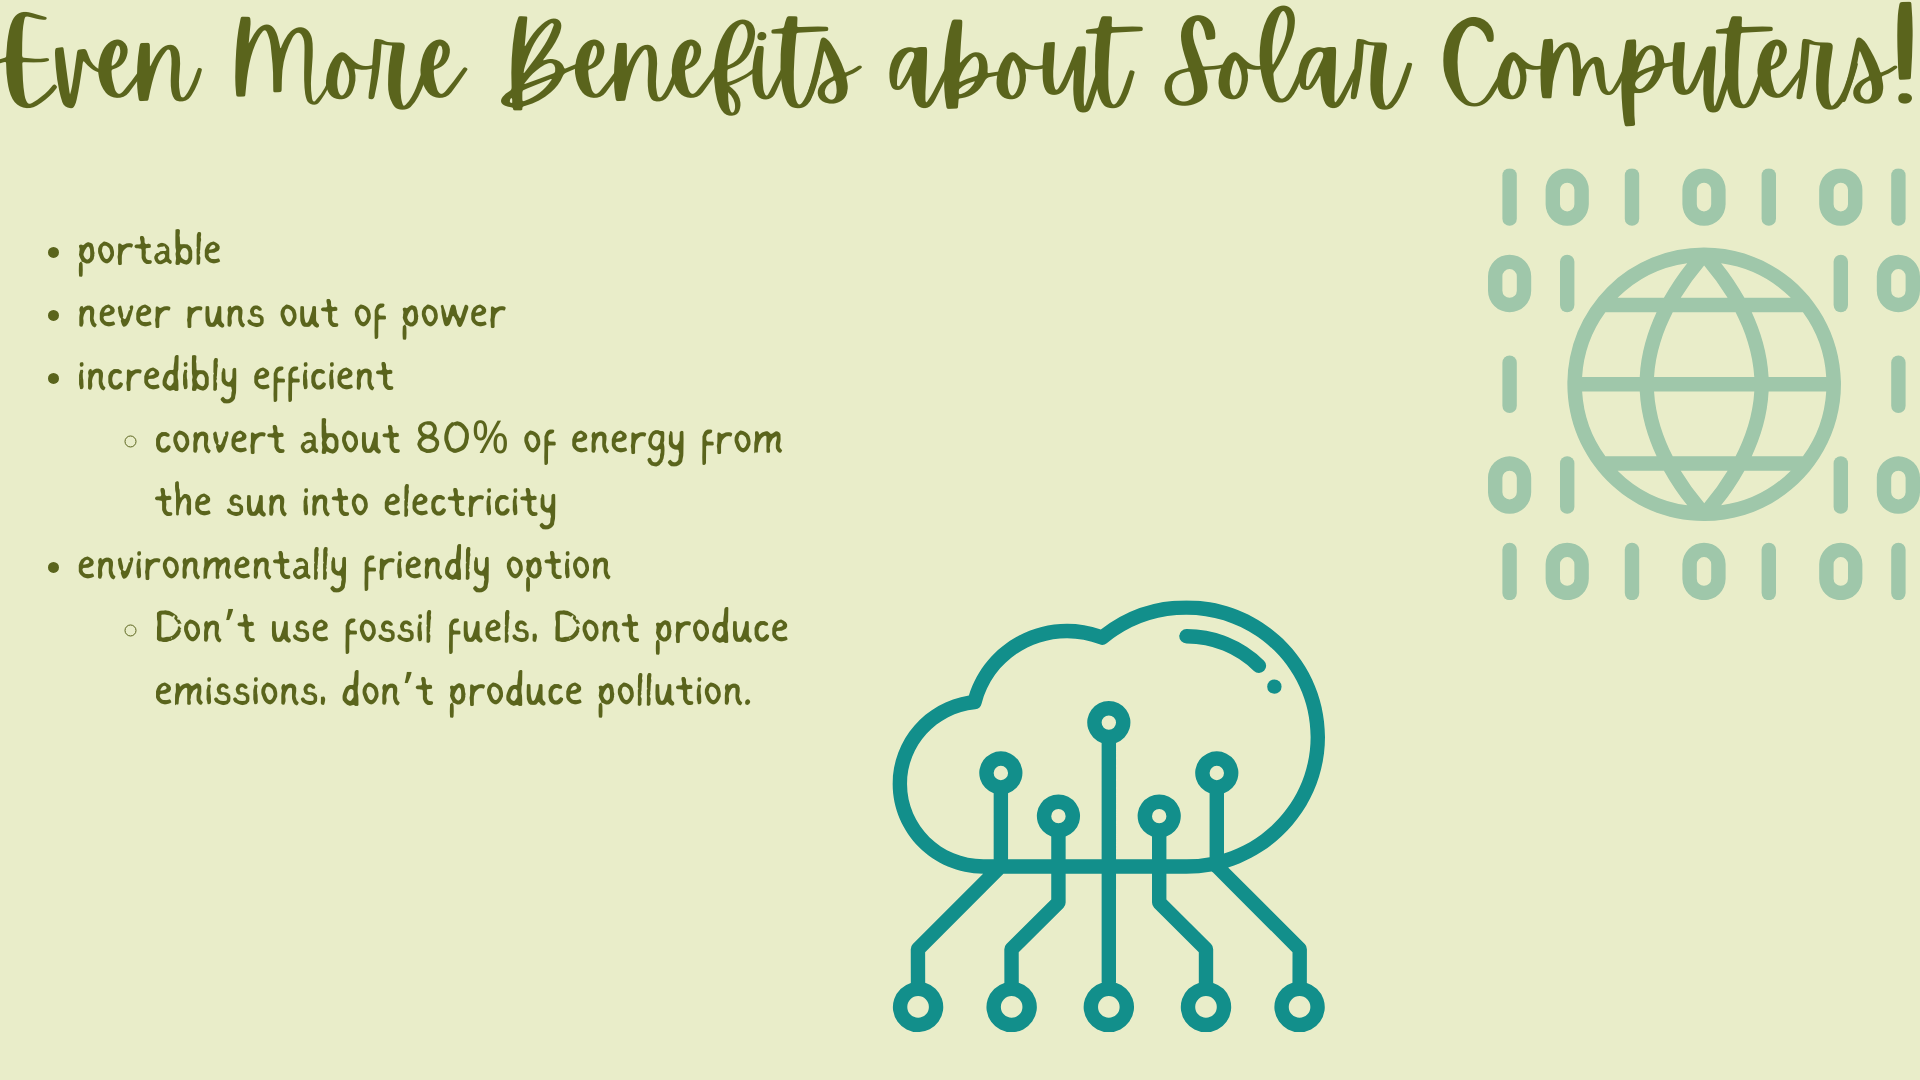 Even More Benefits about Solar Computers!
1 0 1 0 1 0 1
• portable
0 1 1 0
• never runs out of power
• incredibly efficient
1 1
◦ convert about 80% of energy from
the sun into electricity
0 1 1 0
• environmentally friendly option
1 0 1 0 1 0 1
◦ Don't use fossil fuels. Dont produce
emissions. don't produce pollution.